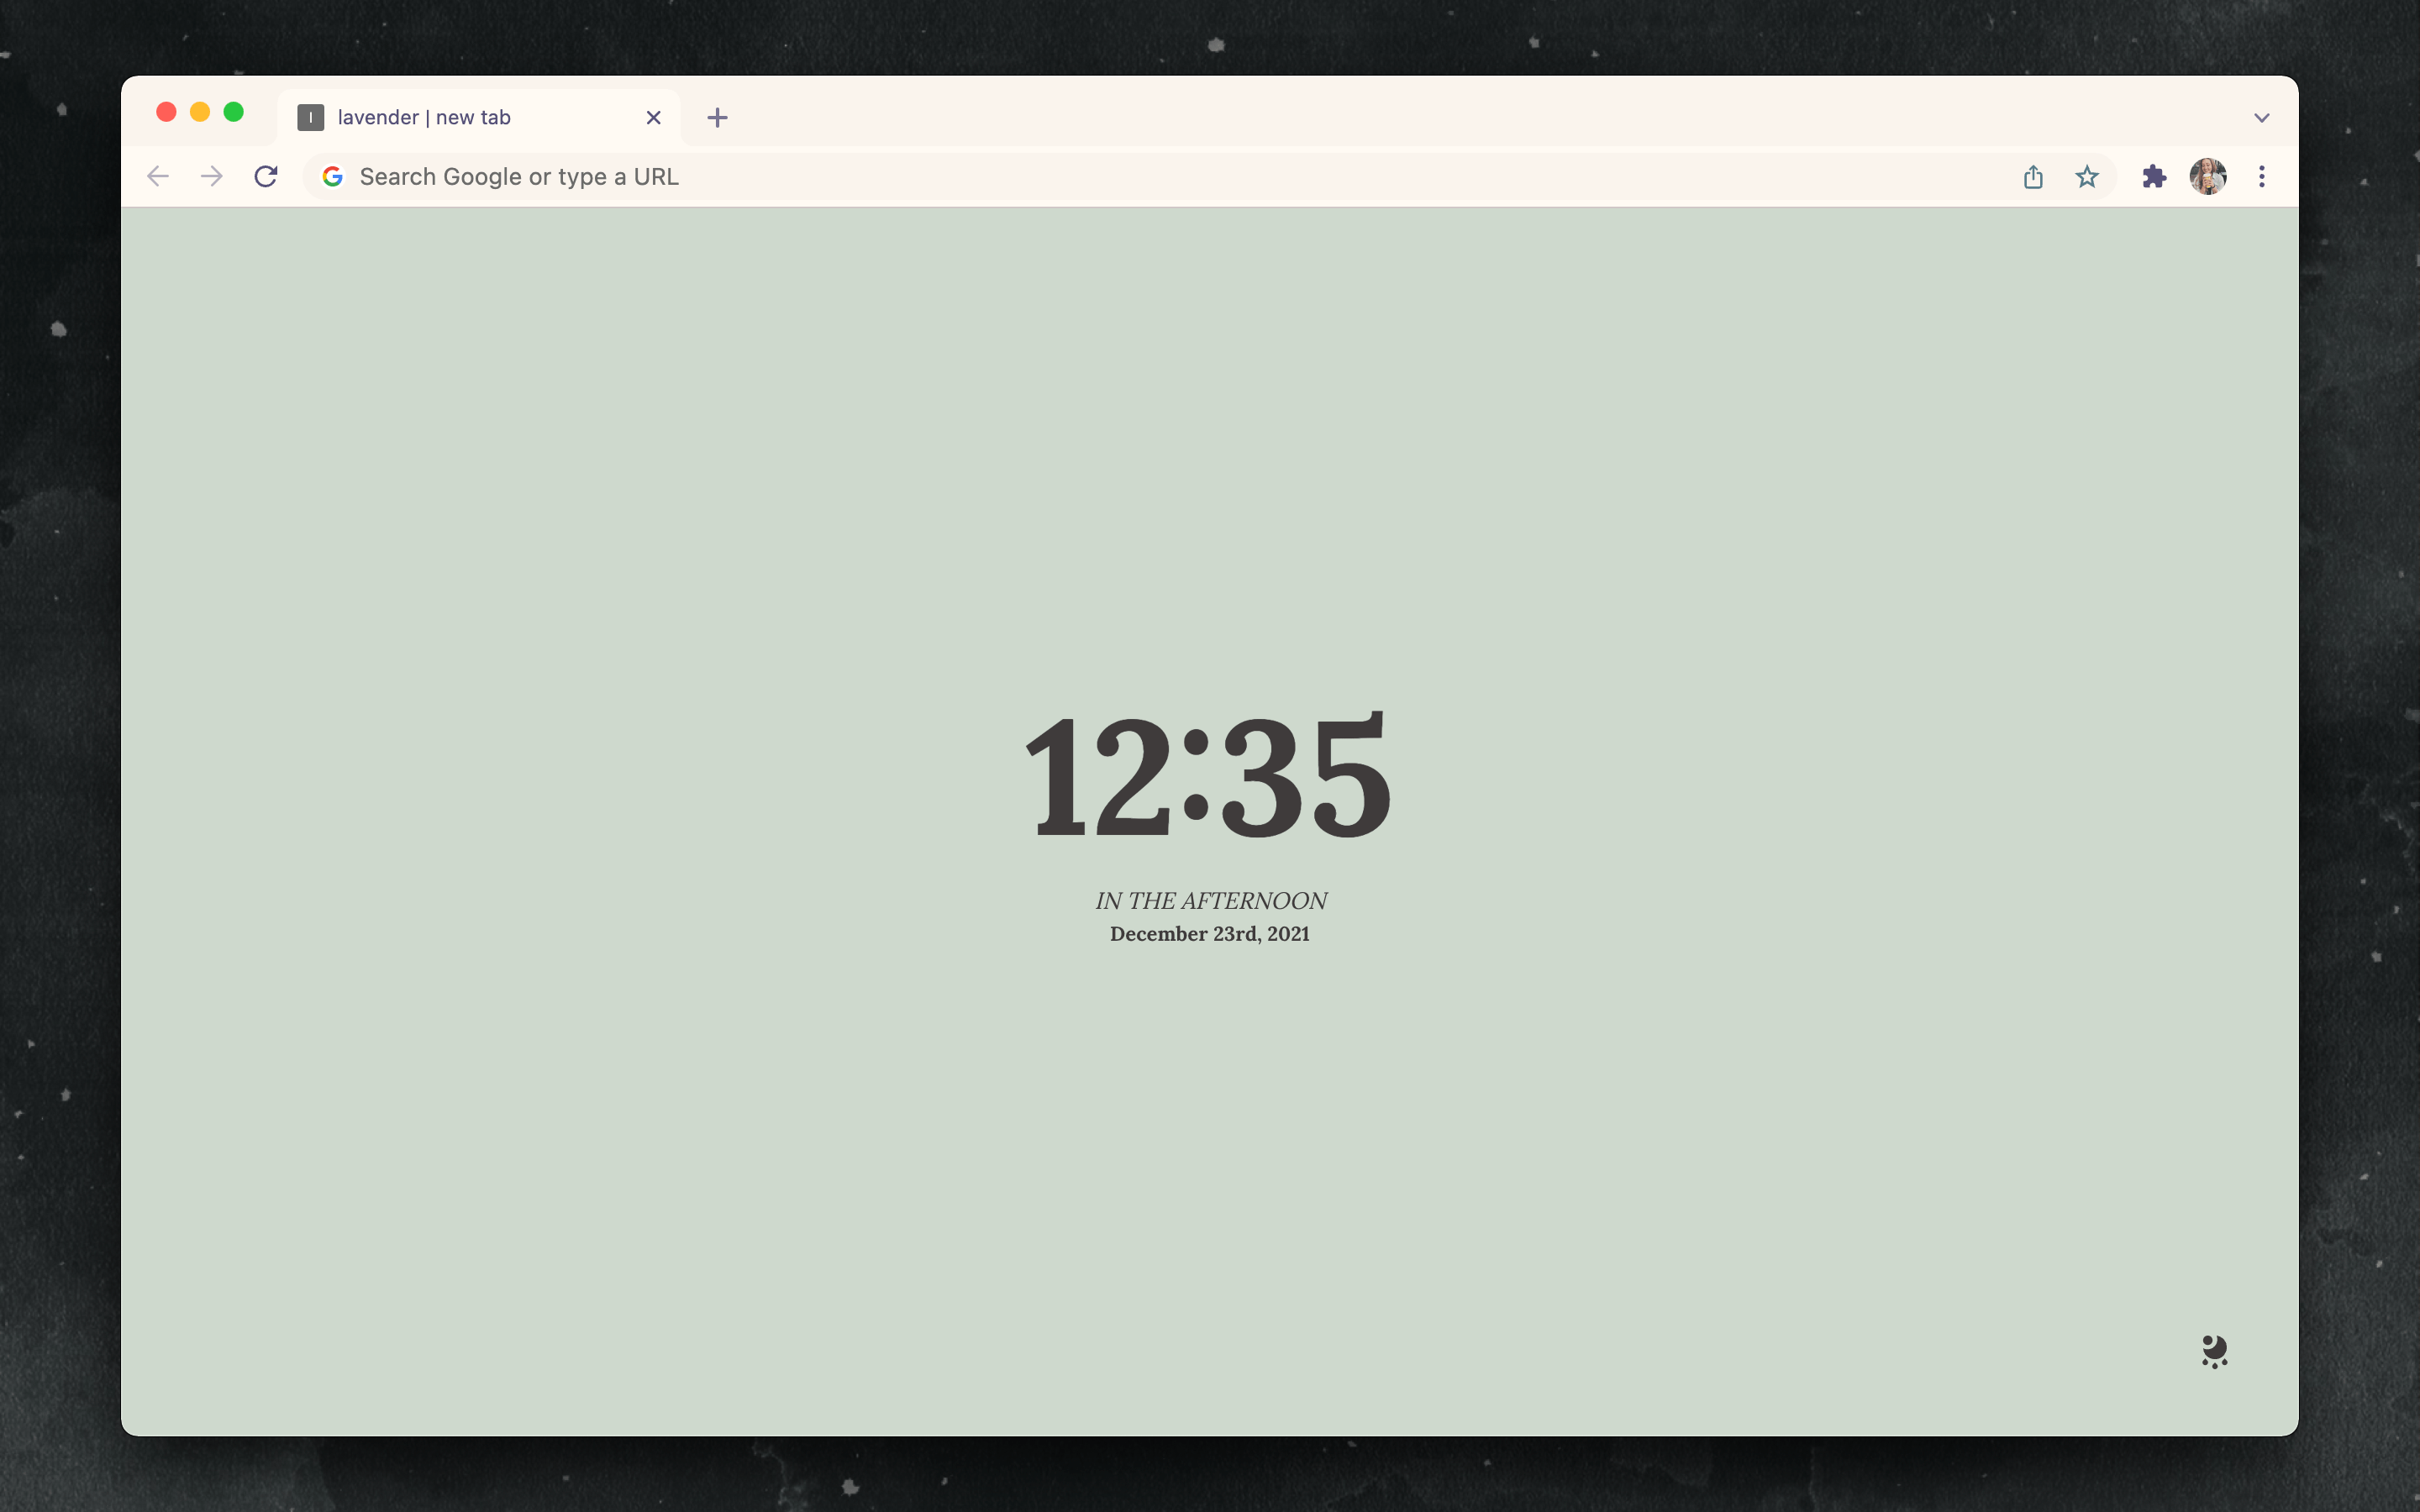 lavender | new tab
Search Google or type a URL
12:35
IN THE AFTERNOON
December 23rd, 2021